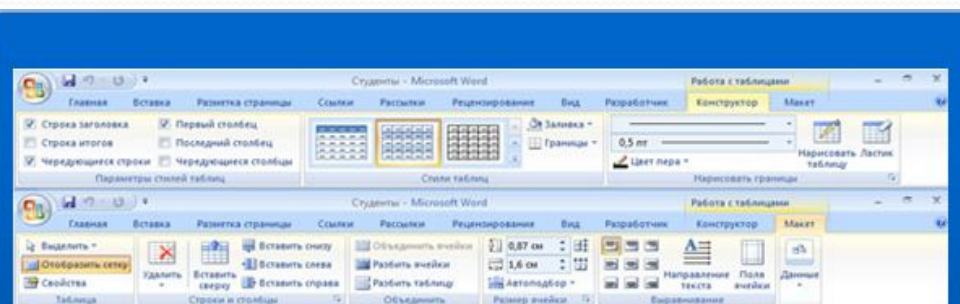 Студенты - Microsoft Word Работа с таблицами
Главная Вставка Разметка страницы Ссылки Рассылки Рецензирование Вид Разработчик Конструктор Макет
Строка заголовка Первый столбец Заливка
Строка итогов Последний столбец Границы 0,5 пт Нарисовать таблицу Ластик
Чередующиеся строки Чередующиеся столбцы Цвет пера
Параметры стилей таблиц Стили таблиц Нарисовать границы
Студенты - Microsoft Word Работа с таблицами
Главная Вставка Разметка страницы Ссылки Рассылки Рецензирование Вид Разработчик Конструктор Макет
Выделить Вставить снизу Объединить ячейки 0,87 см
Отобразить сетку Удалить Вставить сверху Вставить слева Разбить ячейки 1,6 см Направление текста Поля ячейки Данные
Свойства Вставить справа Разбить таблицу Автоподбор
Таблица Строки и столбцы Объединить Размер ячейки Выравнивание